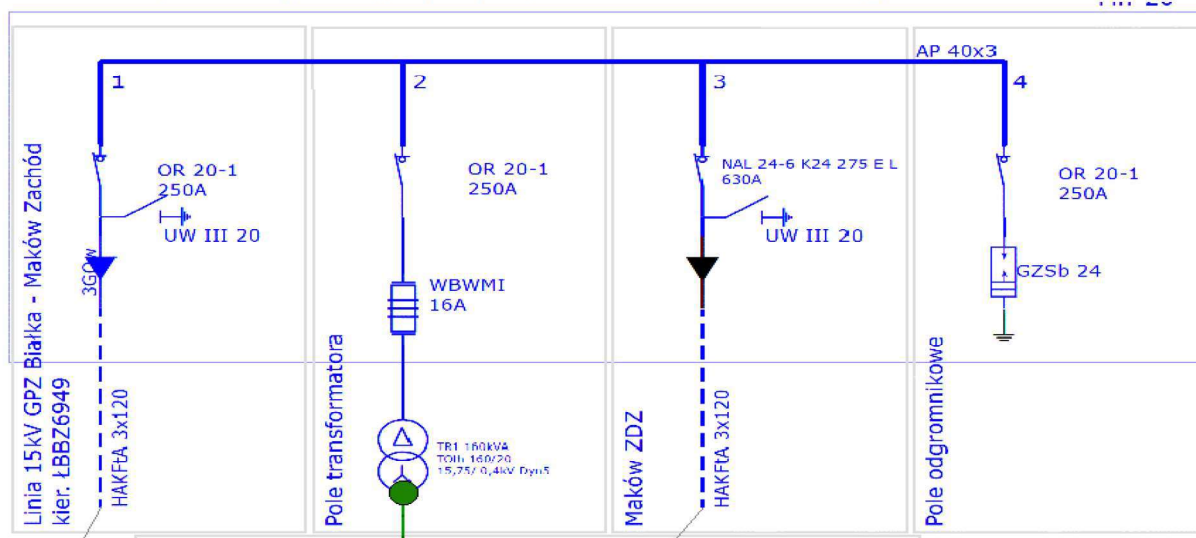 AP 40x3
1
2
3
4
OR 20-1
250A
UW III 20
3GOw
Linia 15kV GPZ Białka - Maków Zachód
kier. ŁBBZ6949
HAKFtA 3x120
OR 20-1
250A
WBWMI
16A
Pole transformatora
TR1 160kVA
TOIh 160/20
15,75/ 0,4kV Dyn5
NAL 24-6 K24 275 E L
630A
UW III 20
Maków ZDZ
HAKFtA 3x120
OR 20-1
250A
GZSb 24
Pole odgromnikowe